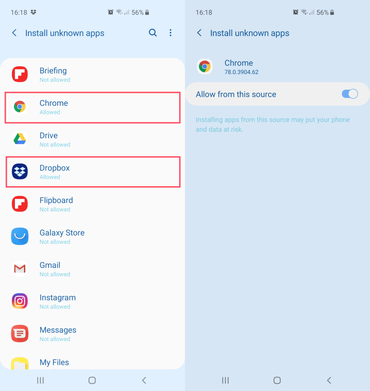 16:18
56%
Install unknown apps
Briefing
Not allowed
Chrome
Allowed
Drive
Not allowed
Dropbox
Allowed
Flipboard
Not allowed
Galaxy Store
Not allowed
Gmail
Not allowed
Instagram
Not allowed
Messages
Not allowed
My Files
16:18
56%
Install unknown apps
Chrome
78.0.3904.62
Allow from this source
Installing apps from this source may put your phone
and data at risk.